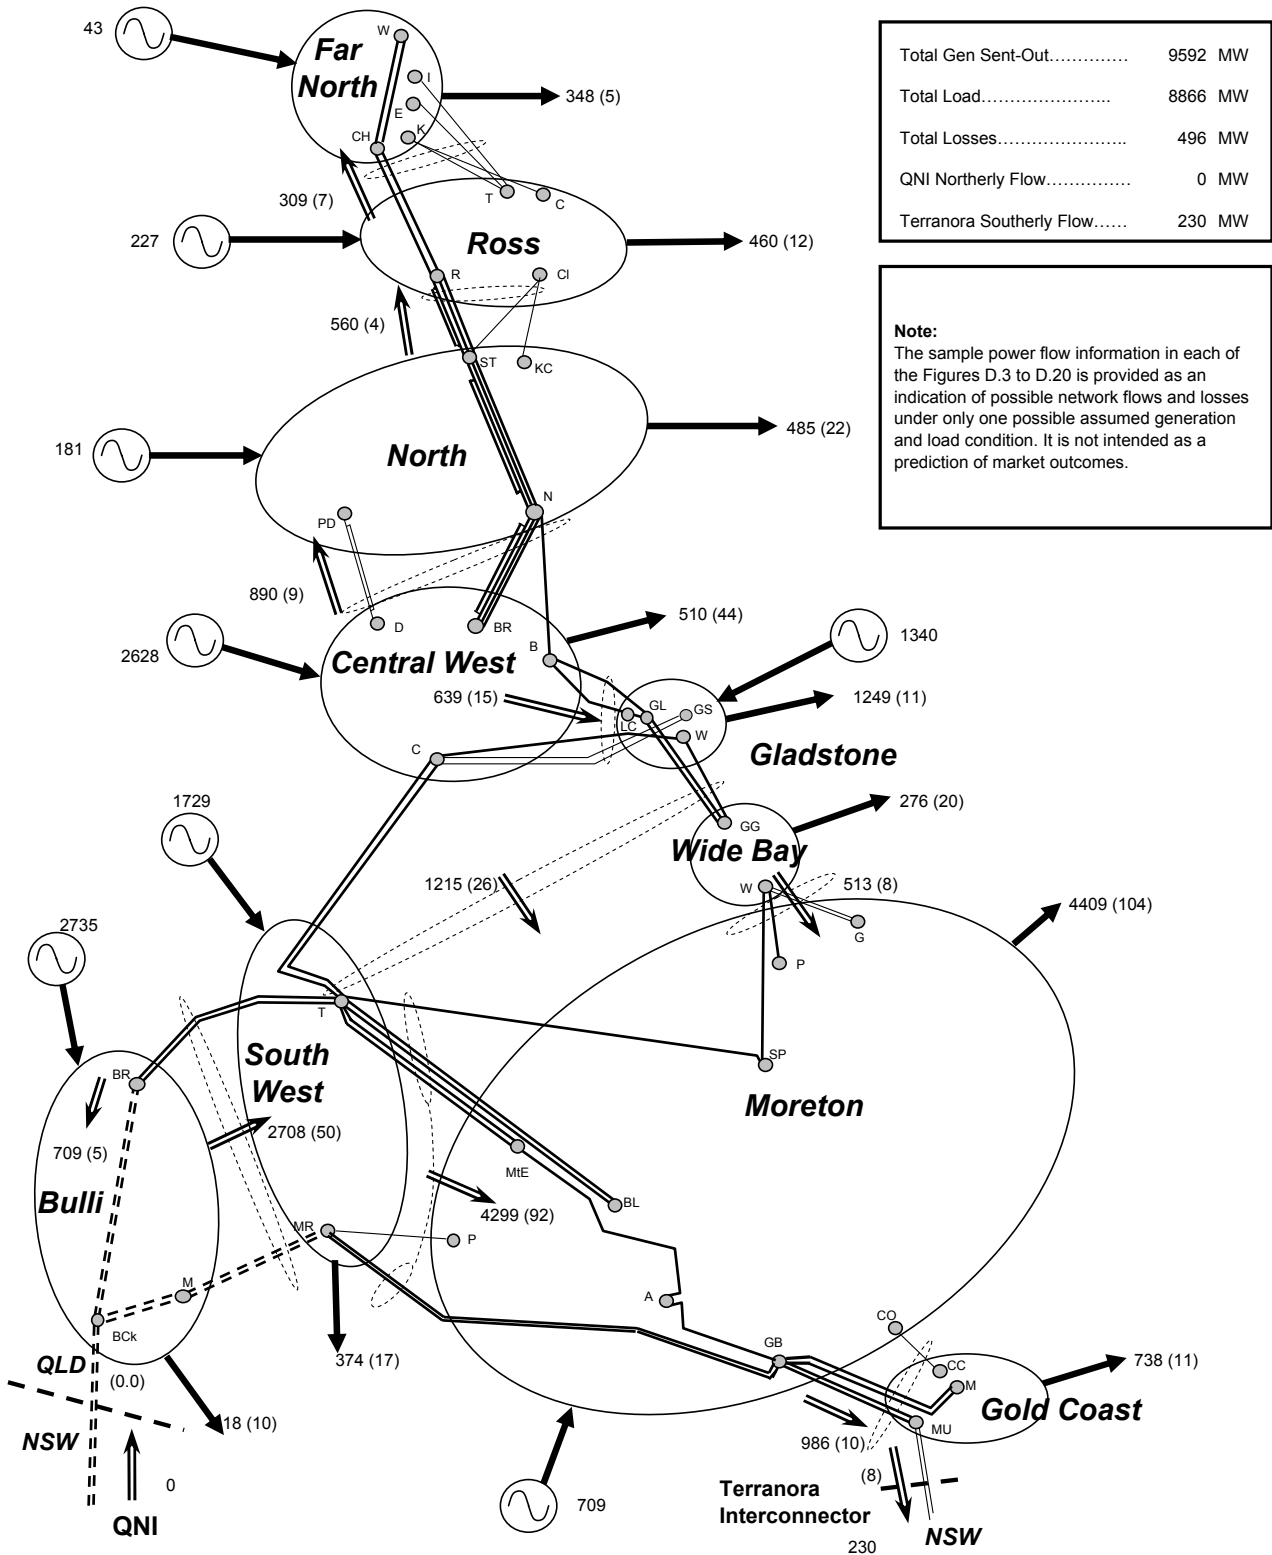 43
Far
North
W
I
E
K
CH
348 (5)
Total Gen Sent-Out............. 9592 MW
Total Load...................... 8866 MW
Total Losses..................... 496 MW
QNI Northerly Flow............... 0 MW
Terranora Southerly Flow...... 230 MW
309 (7)
T
C
227
Ross
460 (12)
R
Cl
560 (4)
ST
KC
Note:
The sample power flow information in each of
the Figures D.3 to D.20 is provided as an
indication of possible network flows and losses
under only one possible assumed generation
and load condition. It is not intended as a
prediction of market outcomes.
181
North
485 (22)
N
PD
890 (9)
D
BR
510 (44)
1340
2628
B
Central West
639 (15)
GL
GS
LC
W
1249 (11)
C
Gladstone
1729
276 (20)
GG
Wide Bay
1215 (26)
W
513 (8)
4409 (104)
2735
G
P
T
South
West
SP
BR
Moreton
709 (5)
2708 (50)
MtE
Bulli
BL
4299 (92)
MR
P
M
A
BCk
CO
GB
QLD
(0.0)
374 (17)
CC
738 (11)
M
18 (10)
Gold Coast
NSW
MU
986 (10)
(8)
0
709
Terranora
Interconnector
QNI
NSW
230